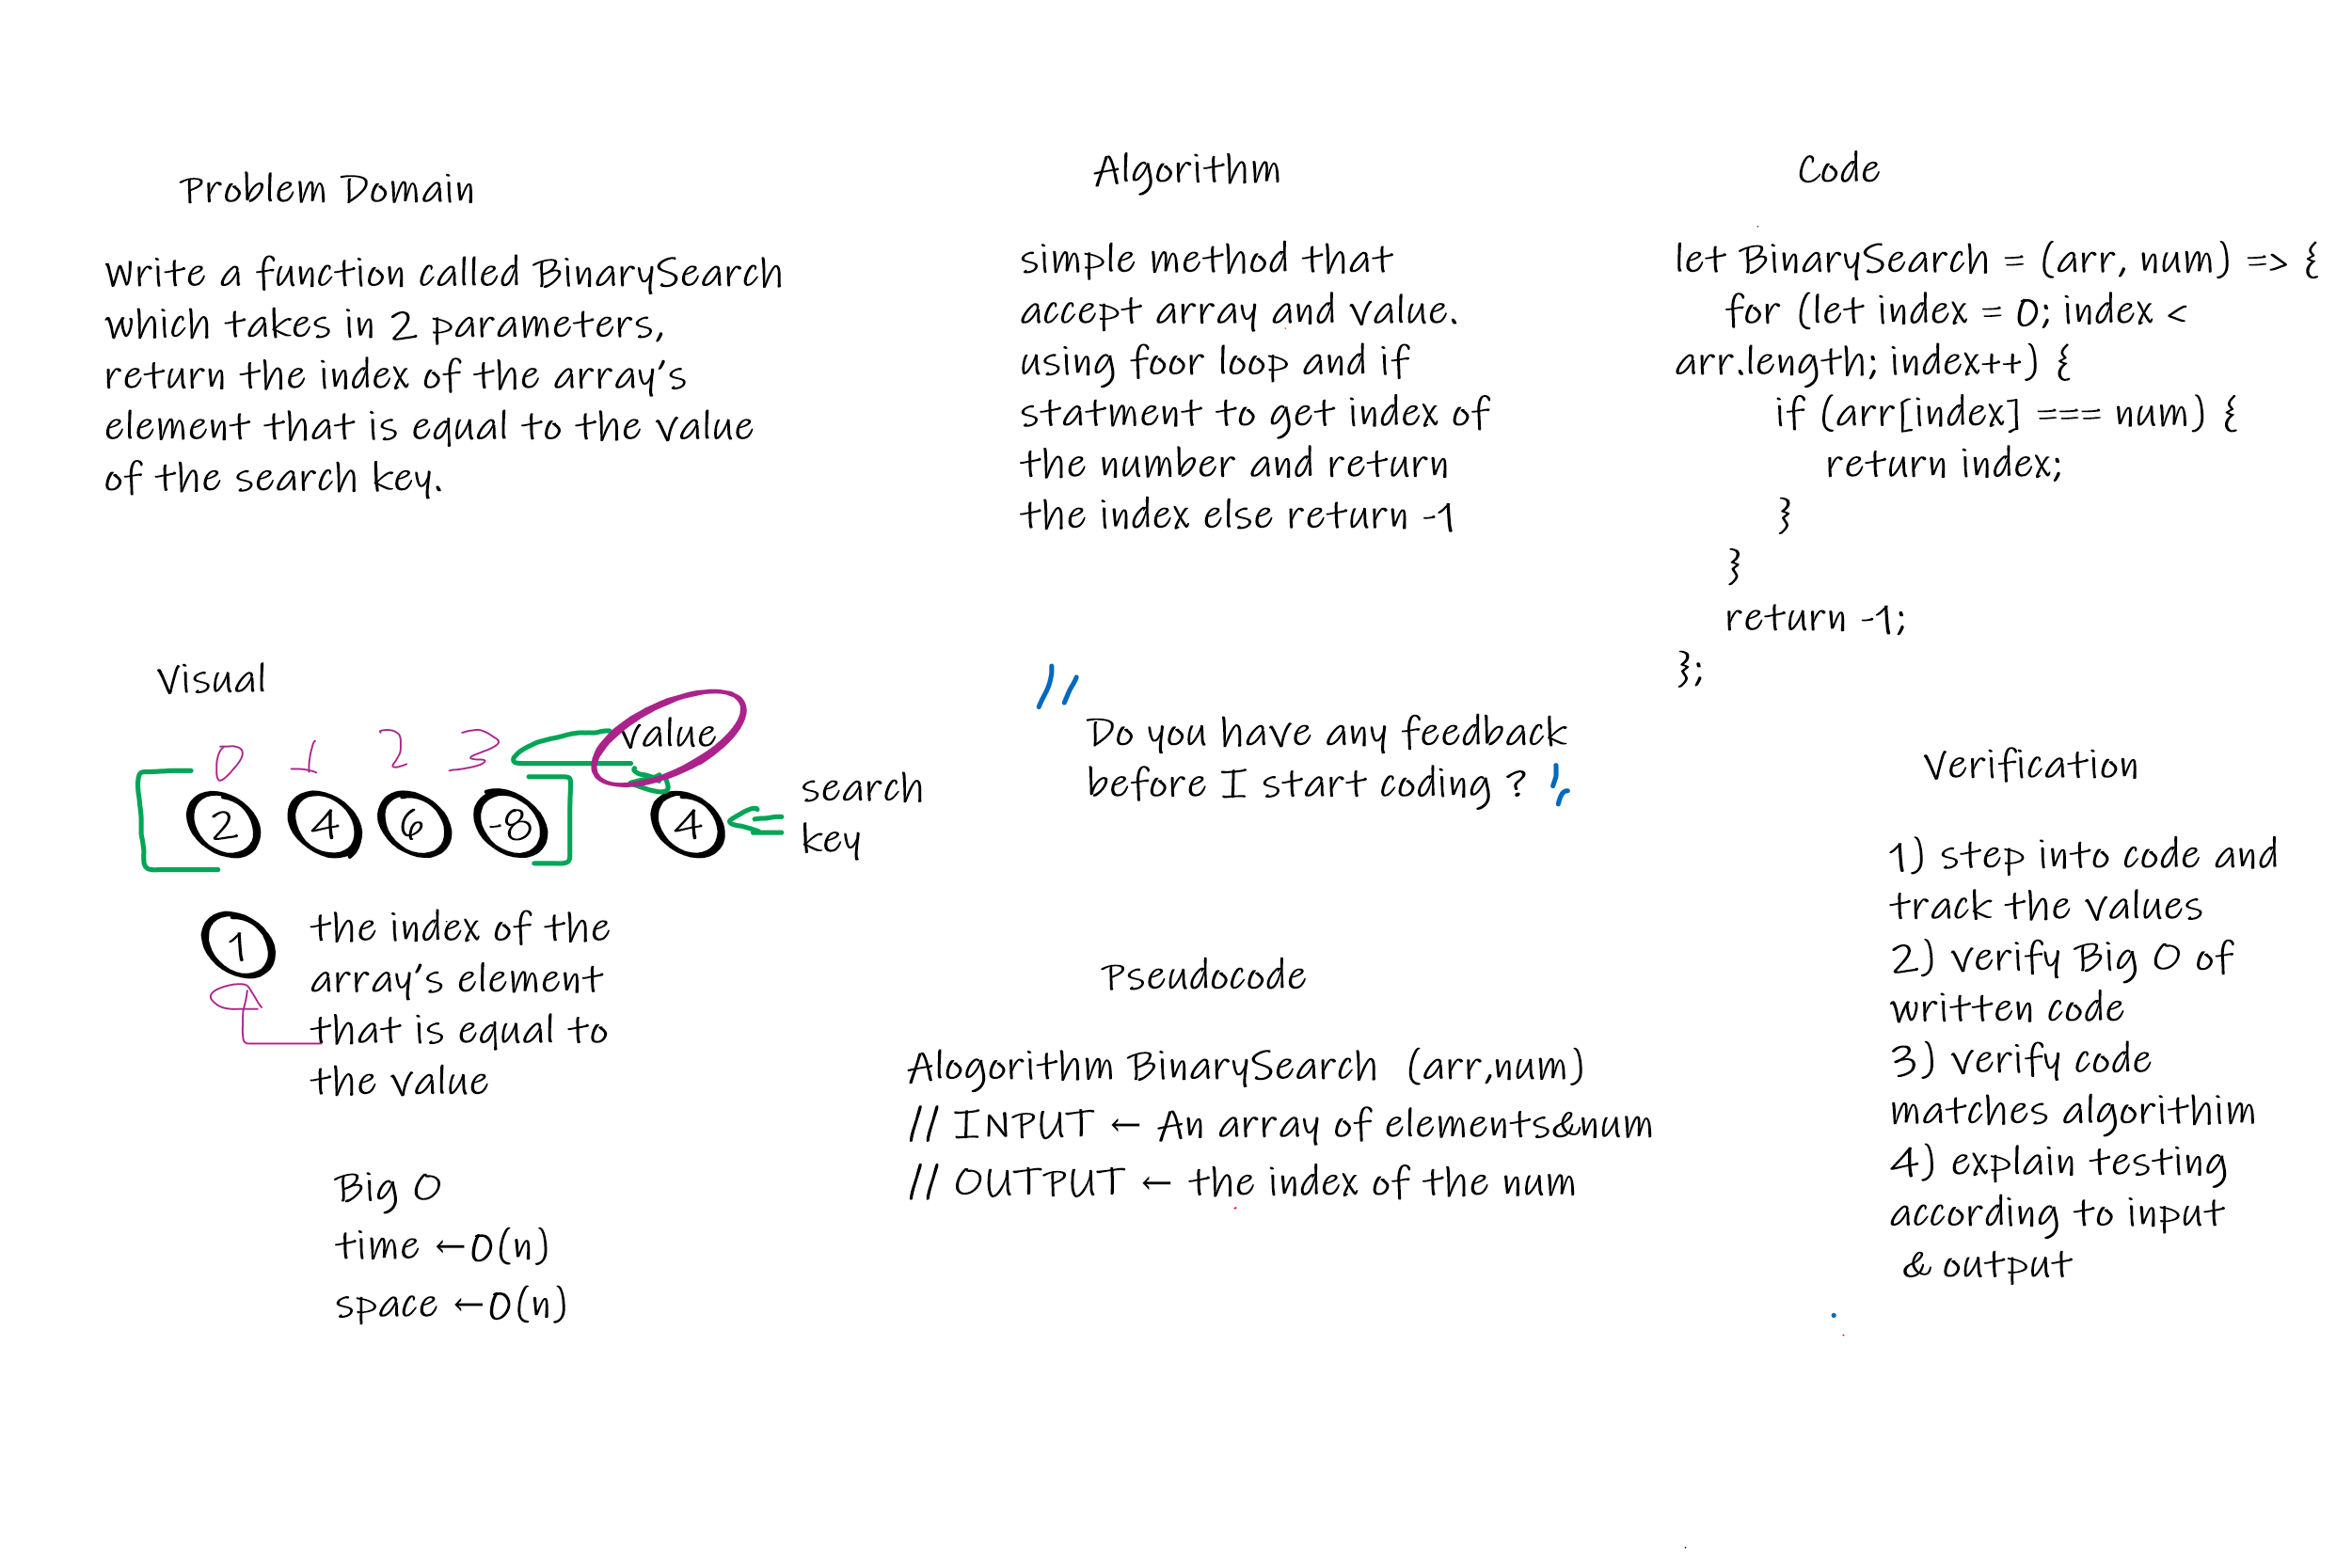 Problem Domain
Write a function called BinarySearch
which takes in 2 parameters,
return the index of the array's
element that is equal to the value
of the search key.
Visual
0 1 2 3
value
2 4 6 -8 4
search
key
1
the index of the
array's element
that is equal to
the value
Big O
time ←O(n)
space ←O(n)
Algorithm
simple method that
accept array and value.
using foor loop and if
statment to get index of
the number and return
the index else return -1
Do you have any feedback
before I start coding ?
Pseudocode
Alogorithm BinarySearch (arr,num)
// INPUT ← An array of elements&num
// OUTPUT ← the index of the num
Code
let BinarySearch = (arr, num) => {
for (let index = 0; index <
arr.length; index++) {
if (arr[index] === num) {
return index;
}
}
return -1;
};
Verification
1) step into code and
track the values
2) verify Big O of
written code
3) verify code
matches algorithim
4) explain testing
according to input
& output